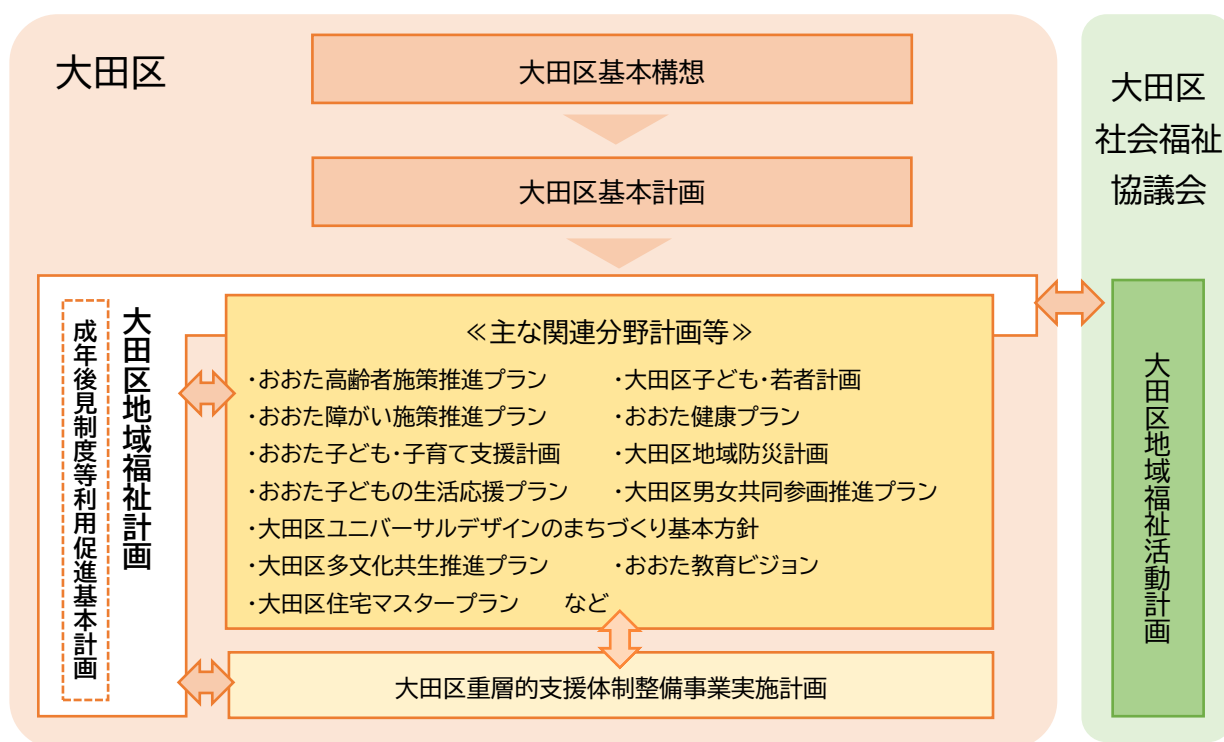 大田区
大田区基本構想
大田区基本計画
大田区
社会福祉
協議会
大田区地域福祉計画
成年後見制度等利用促進基本計画
≪主な関連分野計画等≫
・おおた高齢者施策推進プラン
・大田区子ども・若者計画
・おおた障がい施策推進プラン
・おおた健康プラン
・おおた子ども・子育て支援計画
・大田区地域防災計画
・おおた子どもの生活応援プラン
・大田区男女共同参画推進プラン
・大田区ユニバーサルデザインのまちづくり基本方針
・大田区多文化共生推進プラン
・おおた教育ビジョン
・大田区住宅マスタープラン　など
大田区重層的支援体制整備事業実施計画
大田区地域福祉活動計画